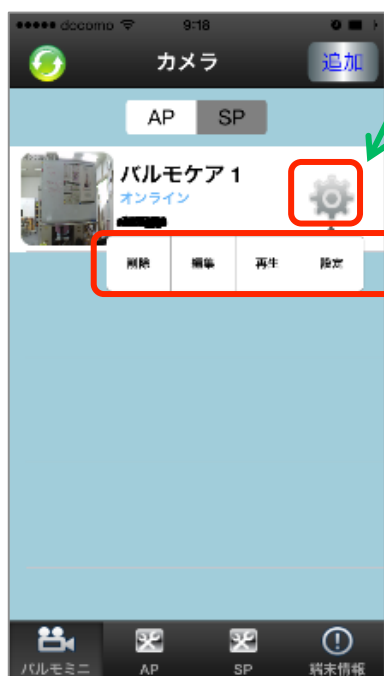 docomo 9:18
カメラ 追加
AP SP
パルモケア 1
オンライン
削除 編集 再生 設定
パルモミニ AP SP 端末情報